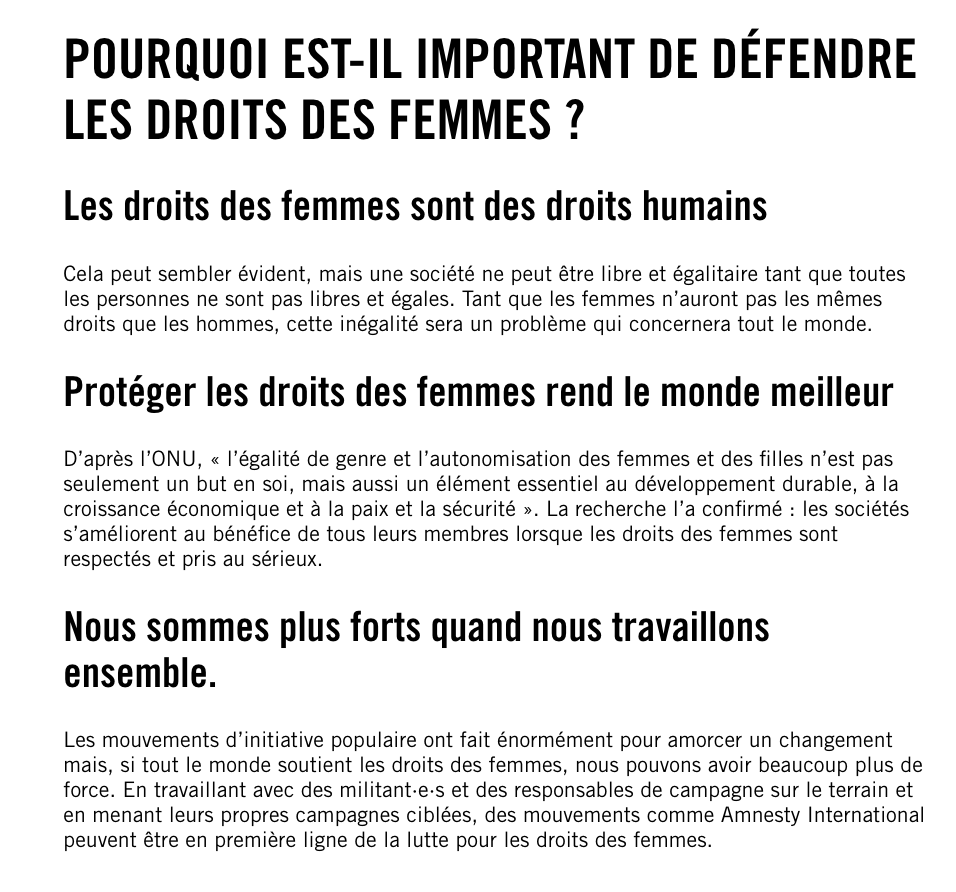 POURQUOI EST-IL IMPORTANT DE DÉFENDRE
LES DROITS DES FEMMES ?
Les droits des femmes sont des droits humains
Cela peut sembler évident, mais une société ne peut être libre et égalitaire tant que toutes
les personnes ne sont pas libres et égales. Tant que les femmes n’auront pas les mêmes
droits que les hommes, cette inégalité sera un problème qui concernera tout le monde.
Protéger les droits des femmes rend le monde meilleur
D’après l’ONU, « l’égalité de genre et l’autonomisation des femmes et des filles n’est pas
seulement un but en soi, mais aussi un élément essentiel au développement durable, à la
croissance économique et à la paix et la sécurité ». La recherche l’a confirmé : les sociétés
s’améliorent au bénéfice de tous leurs membres lorsque les droits des femmes sont
respectés et pris au sérieux.
Nous sommes plus forts quand nous travaillons
ensemble.
Les mouvements d’initiative populaire ont fait énormément pour amorcer un changement
mais, si tout le monde soutient les droits des femmes, nous pouvons avoir beaucoup plus de
force. En travaillant avec des militant·e·s et des responsables de campagne sur le terrain et
en menant leurs propres campagnes ciblées, des mouvements comme Amnesty International
peuvent être en première ligne de la lutte pour les droits des femmes.